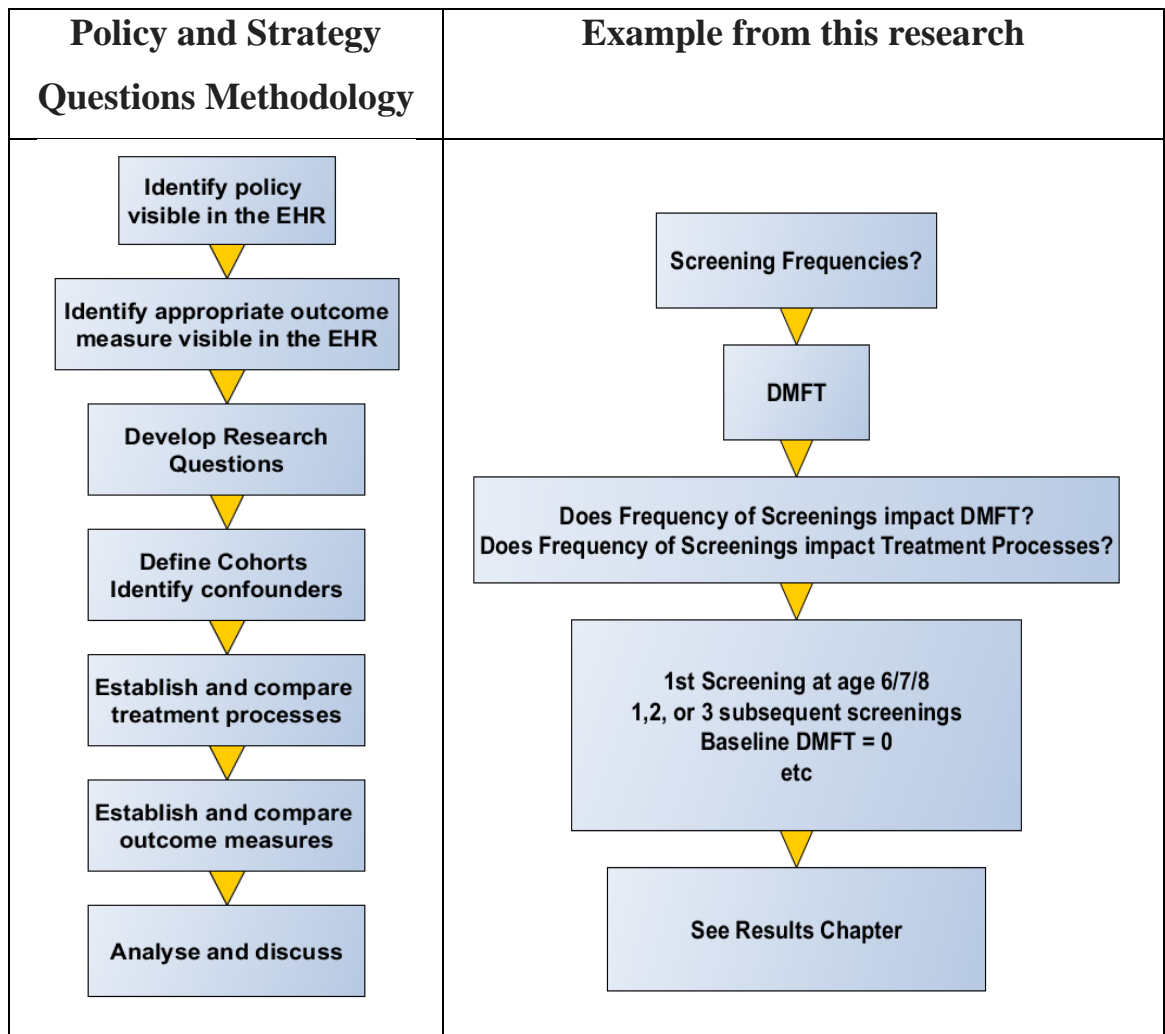 Policy and Strategy
Questions Methodology
Example from this research
Identify policy
visible in the EHR
Identify appropriate outcome
measure visible in the EHR
Develop Research
Questions
Define Cohorts
Identify confounders
Establish and compare
treatment processes
Establish and compare
outcome measures
Analyse and discuss
Screening Frequencies?
DMFT
Does Frequency of Screenings impact DMFT?
Does Frequency of Screenings impact Treatment Processes?
1st Screening at age 6/7/8
1,2, or 3 subsequent screenings
Baseline DMFT = 0
etc
See Results Chapter